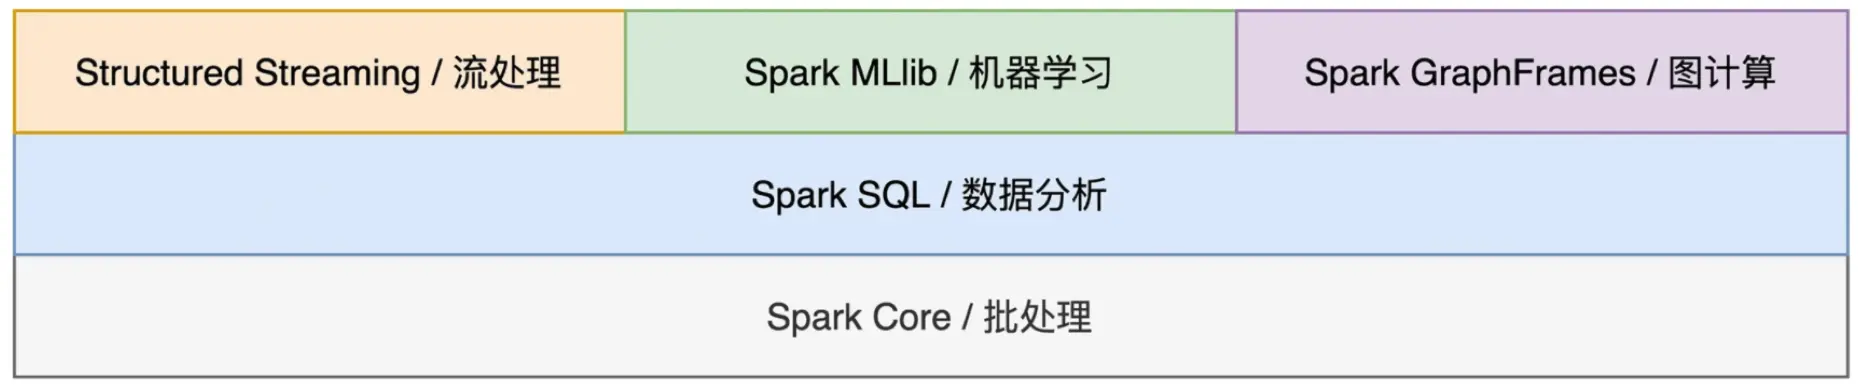 Structured Streaming / 流处理
Spark MLlib / 机器学习
Spark GraphFrames / 图计算
Spark SQL / 数据分析
Spark Core / 批处理